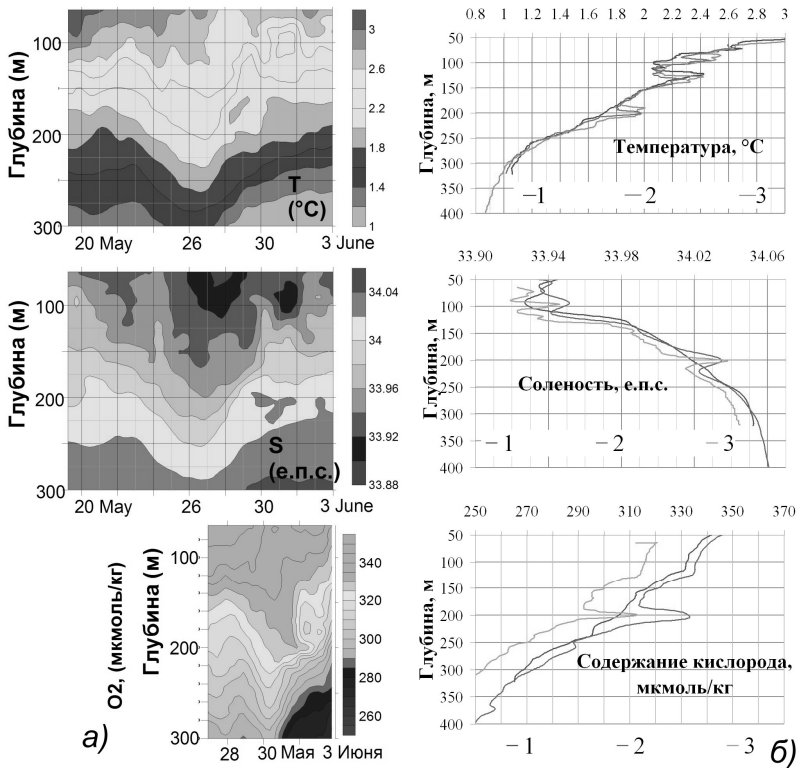 Глубина (м)
100
200
300
3
2.6
2.2
1.8
1.4
1
T
(°C)
20 May 26 30 3 June
Глубина (м)
100
200
300
34.04
34
33.96
33.92
33.88
S
(е.п.с.)
20 May 26 30 3 June
O2, (мкмоль/кг)
Глубина (м)
100
200
300
340
320
300
280
260
28 30 Мая 3 Июня
а)
0.8 1 1.2 1.4 1.6 1.8 2 2.2 2.4 2.6 2.8 3
Глубина, м
50
100
150
200
250
300
350
400
Температура, °С
–1 –2 –3
33.90 33.94 33.98 34.02 34.06
Глубина, м
50
100
150
200
250
300
350
400
Соленость, е.п.с.
–1 –2 –3
250 270 290 310 330 350 370
Глубина, м
50
100
150
200
250
300
350
400
Содержание кислорода,
мкмоль/кг
–1 –2 –3
б)